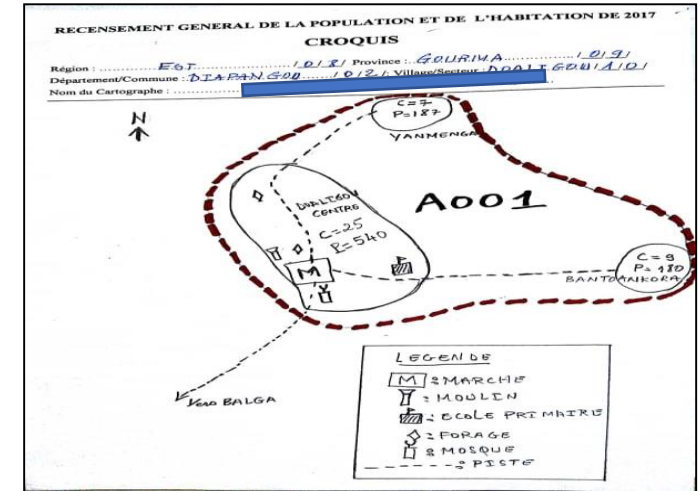 RECENSEMENT GENERAL DE LA POPULATION ET DE L'HABITATION DE 2017
CROQUIS
Région : EST /0/8/ Province : GOURMA /0/9/
Département/Commune : DIAPANGOU /0/2/ Village/Secteur : DOALIGOU /1/0/
Nom du Cartographe :
N
C=7
P=187
YANMENGA
DOALIGOU
CENTRE
C=25
P=540
A001
M
C=9
P=180
BANTOANKORA
Vers BALGA
LEGENDE
M : MARCHE
: MOULIN
: ECOLE PRIMAIRE
: FORAGE
: MOSQUE
: PISTE